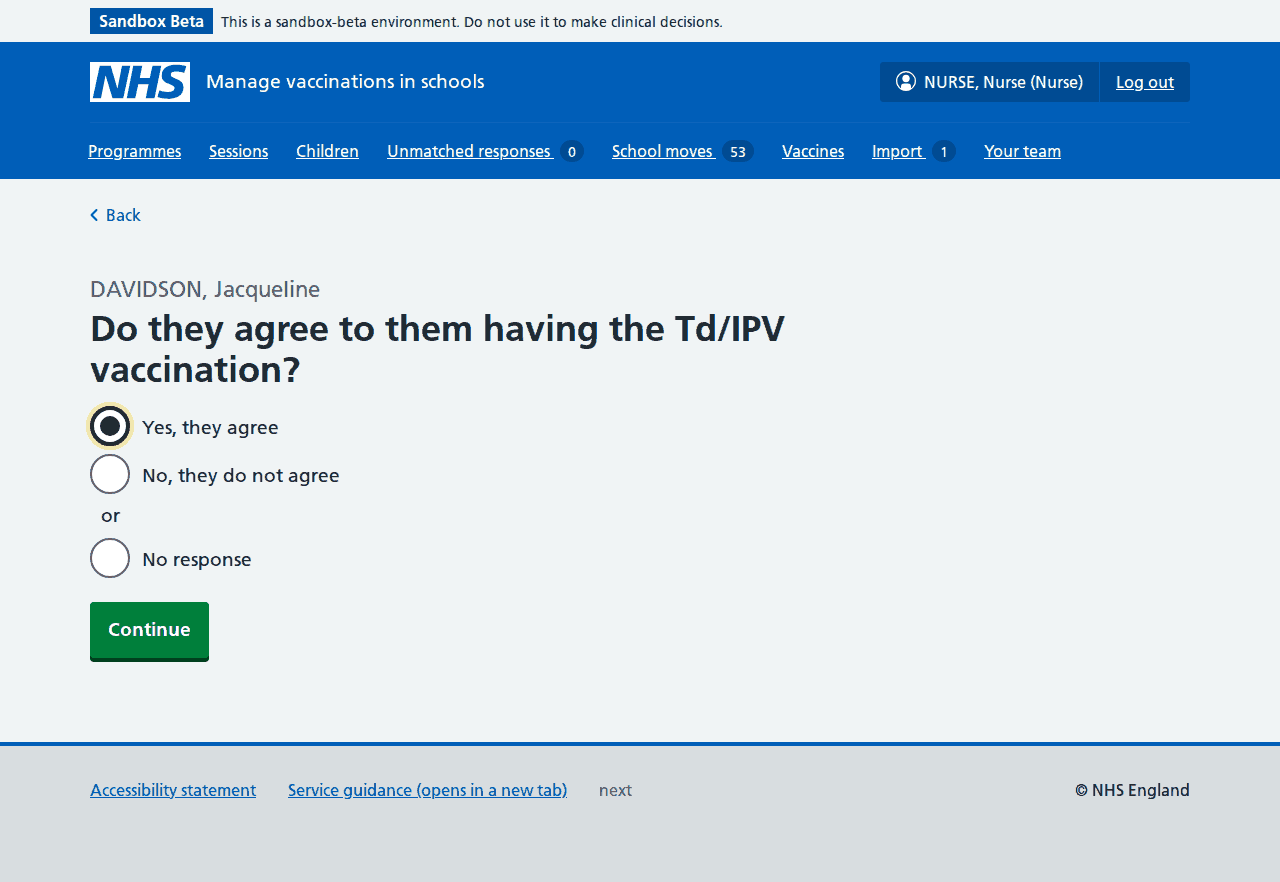 Sandbox Beta This is a sandbox-beta environment. Do not use it to make clinical decisions.
NHS Manage vaccinations in schools NURSE, Nurse (Nurse) Log out
Programmes Sessions Children Unmatched responses 0 School moves 53 Vaccines Import 1 Your team
Back
DAVIDSON, Jacqueline
Do they agree to them having the Td/IPV
vaccination?
Yes, they agree
No, they do not agree
or
No response
Continue
Accessibility statement Service guidance (opens in a new tab) next © NHS England